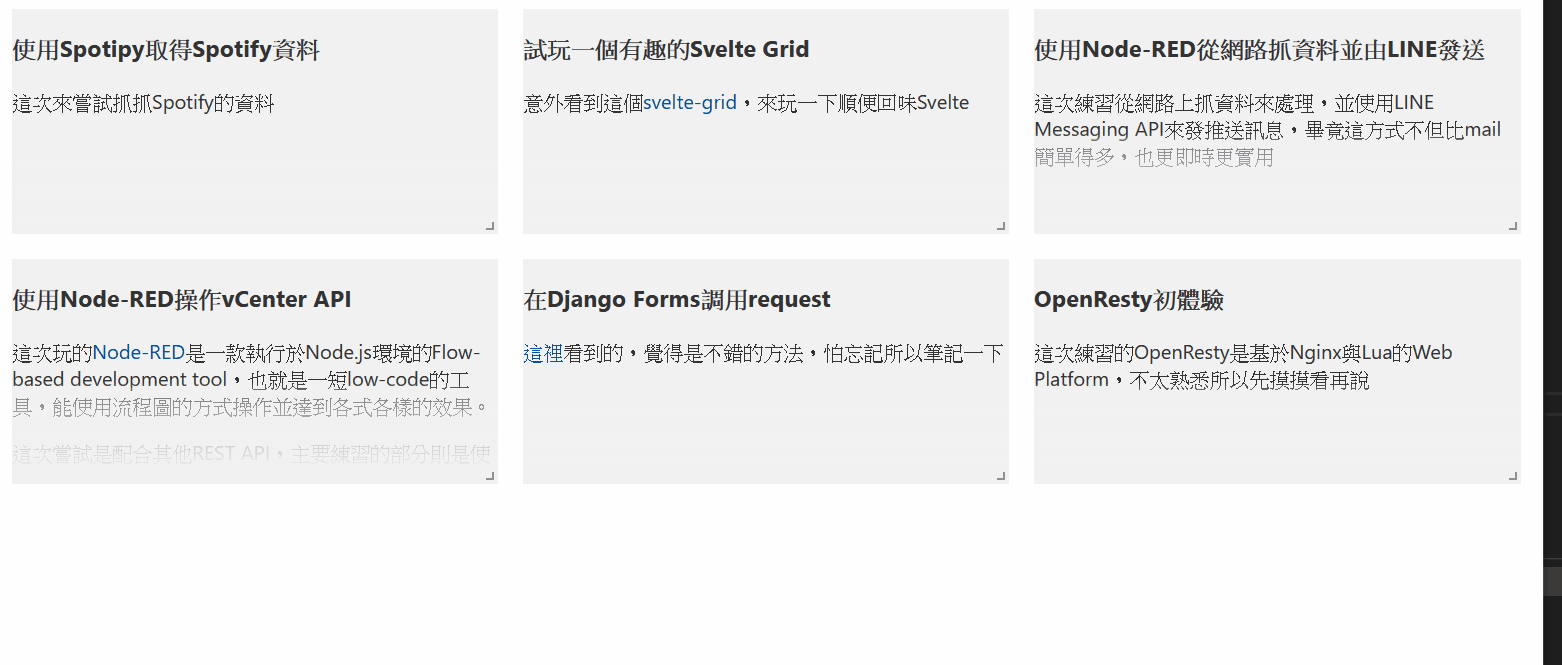 使用Spotipy取得Spotify資料
這次來嘗試抓抓Spotify的資料
試玩一個有趣的Svelte Grid
意外看到這個svelte-grid，來玩一下順便回味Svelte
使用Node-RED從網路抓資料並由LINE發送
這次練習從網路上抓資料來處理，並使用LINE
Messaging API來發推送訊息，畢竟這方式不但比mail
簡單得多，也更即時更實用
使用Node-RED操作vCenter API
這次玩的Node-RED是一款執行於Node.js環境的Flow-
based development tool，也就是一短low-code的工
具，能使用流程圖的方式操作並達到各式各樣的效果。
這次嘗試是配合其他REST API，主要練習的部分則是使
在Django Forms調用request
這裡看到的，覺得是不錯的方法，怕忘記所以筆記一下
OpenResty初體驗
這次練習的OpenResty是基於Nginx與Lua的Web
Platform，不太熟悉所以先摸摸看再說